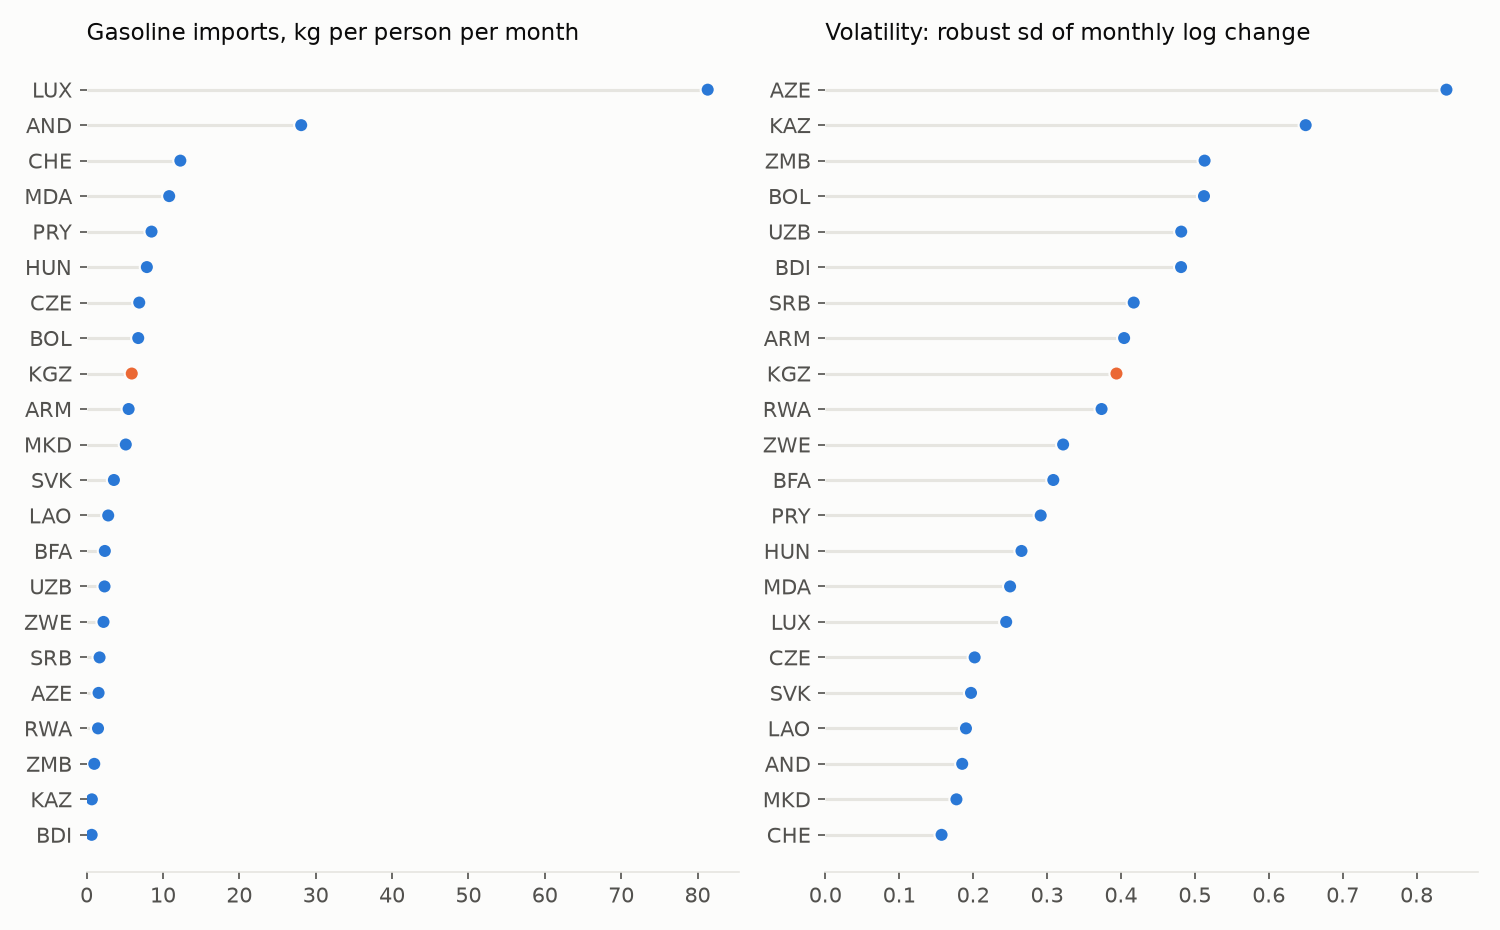 Gasoline imports, kg per person per month
LUX
AND
CHE
MDA
PRY
HUN
CZE
BOL
KGZ
ARM
MKD
SVK
LAO
BFA
UZB
ZWE
SRB
AZE
RWA
ZMB
KAZ
BDI
0 10 20 30 40 50 60 70 80
Volatility: robust sd of monthly log change
AZE
KAZ
ZMB
BOL
UZB
BDI
SRB
ARM
KGZ
RWA
ZWE
BFA
PRY
HUN
MDA
LUX
CZE
SVK
LAO
AND
MKD
CHE
0.0 0.1 0.2 0.3 0.4 0.5 0.6 0.7 0.8